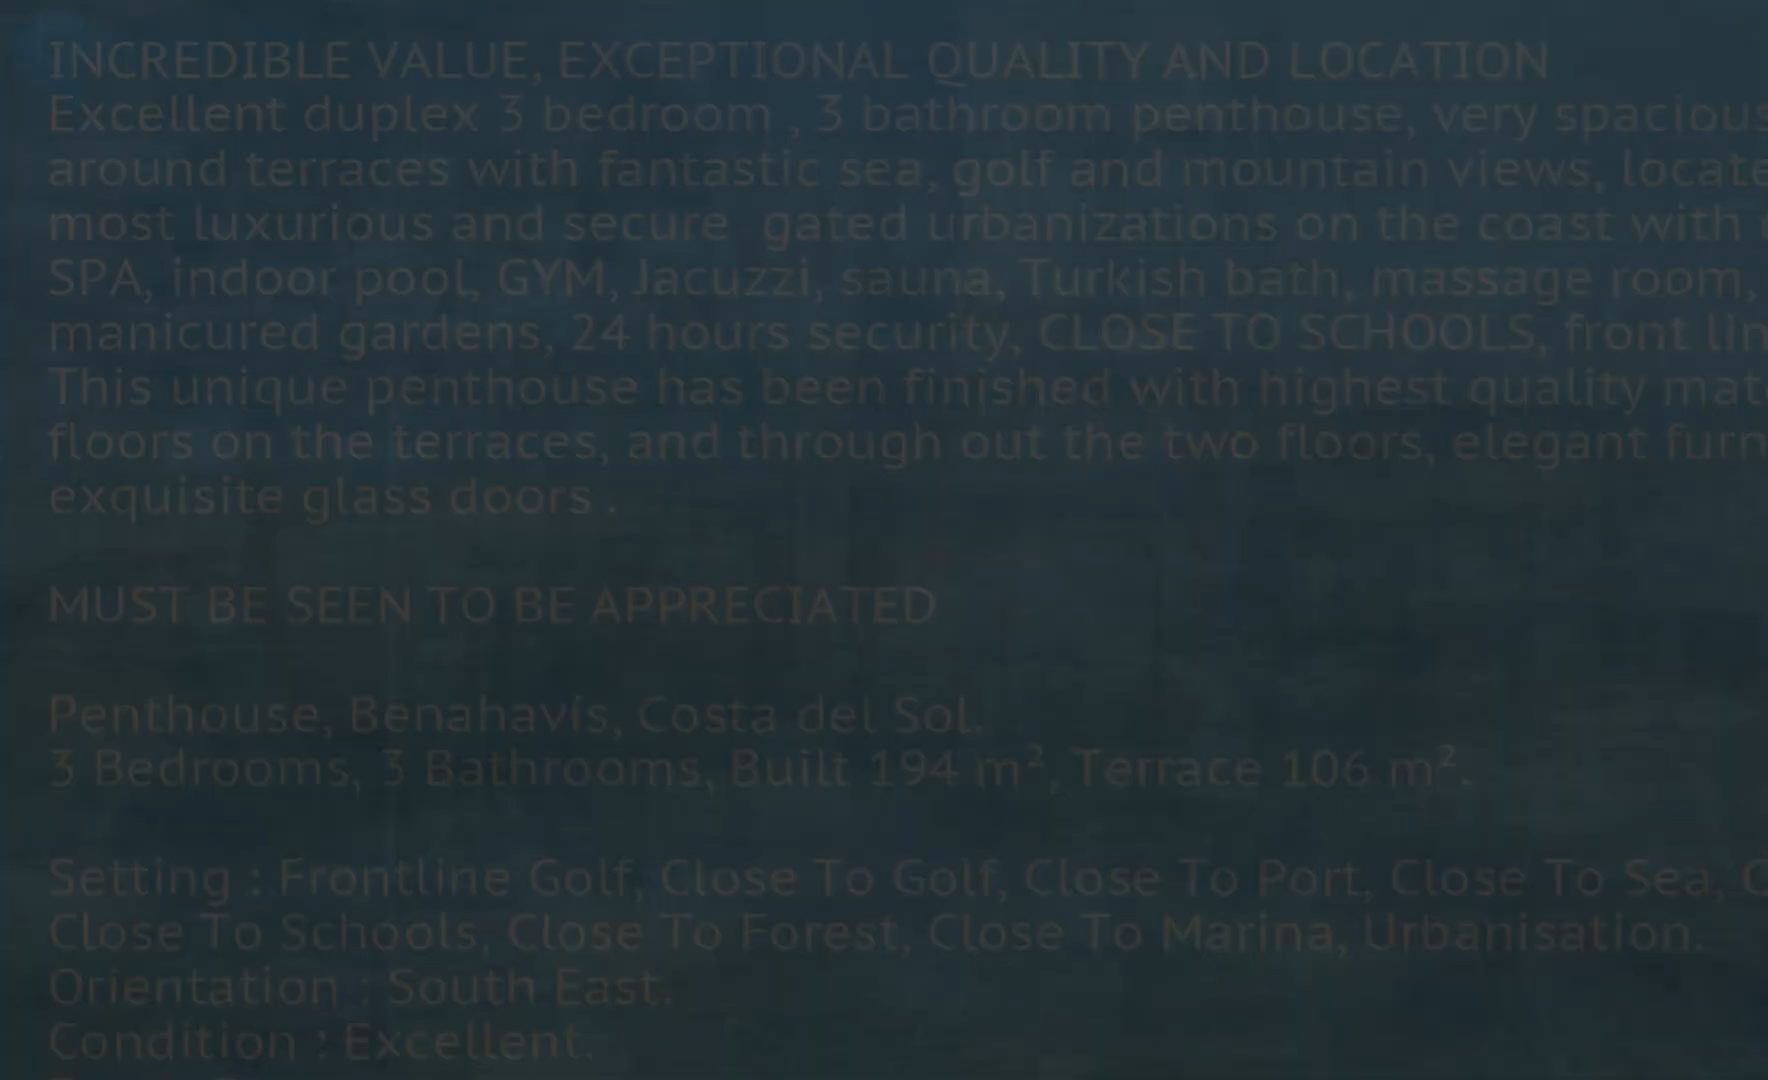 INCREDIBLE VALUE, EXCEPTIONAL QUALITY AND LOCATION
Excellent duplex 3 bedroom , 3 bathroom penthouse, very spacious
around terraces with fantastic sea, golf and mountain views, locate
most luxurious and secure  gated urbanizations on the coast with
SPA, indoor pool, GYM, Jacuzzi, sauna, Turkish bath, massage room,
manicured gardens, 24 hours security, CLOSE TO SCHOOLS, front lin
This unique penthouse has been finished with highest quality mat
floors on the terraces, and through out the two floors, elegant furn
exquisite glass doors .
MUST BE SEEN TO BE APPRECIATED
Penthouse, Benahavís, Costa del Sol.
3 Bedrooms, 3 Bathrooms, Built 194 m², Terrace 106 m².
Setting : Frontline Golf, Close To Golf, Close To Port, Close To Sea,
Close To Schools, Close To Forest, Close To Marina, Urbanisation.
Orientation : South East.
Condition : Excellent.